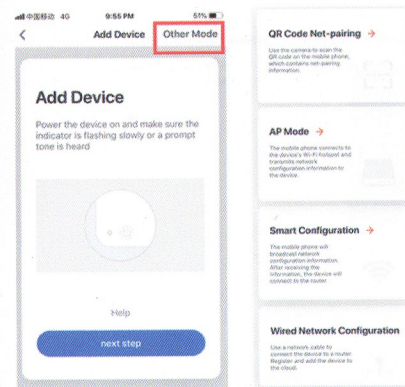 中国移动 4G 9:55 PM 51%
Add Device Other Mode
Add Device
Power the device on and make sure the
indicator is flashing slowly or a prompt
tone is heard
Help
next step
QR Code Net-pairing →
Use the camera to scan the
QR code on the mobile phone,
which contains net-pairing
information.
AP Mode →
The mobile phone connects to
the device's Wi-Fi hotspot and
transmits network
configuration information to
the device.
Smart Configuration →
The mobile phone will
broadcast network
configuration information.
After receiving the
information, the device will
connect to the router.
Wired Network Configuration
Use a network cable to
connect the device to a router.
Register and add the device to
the cloud.